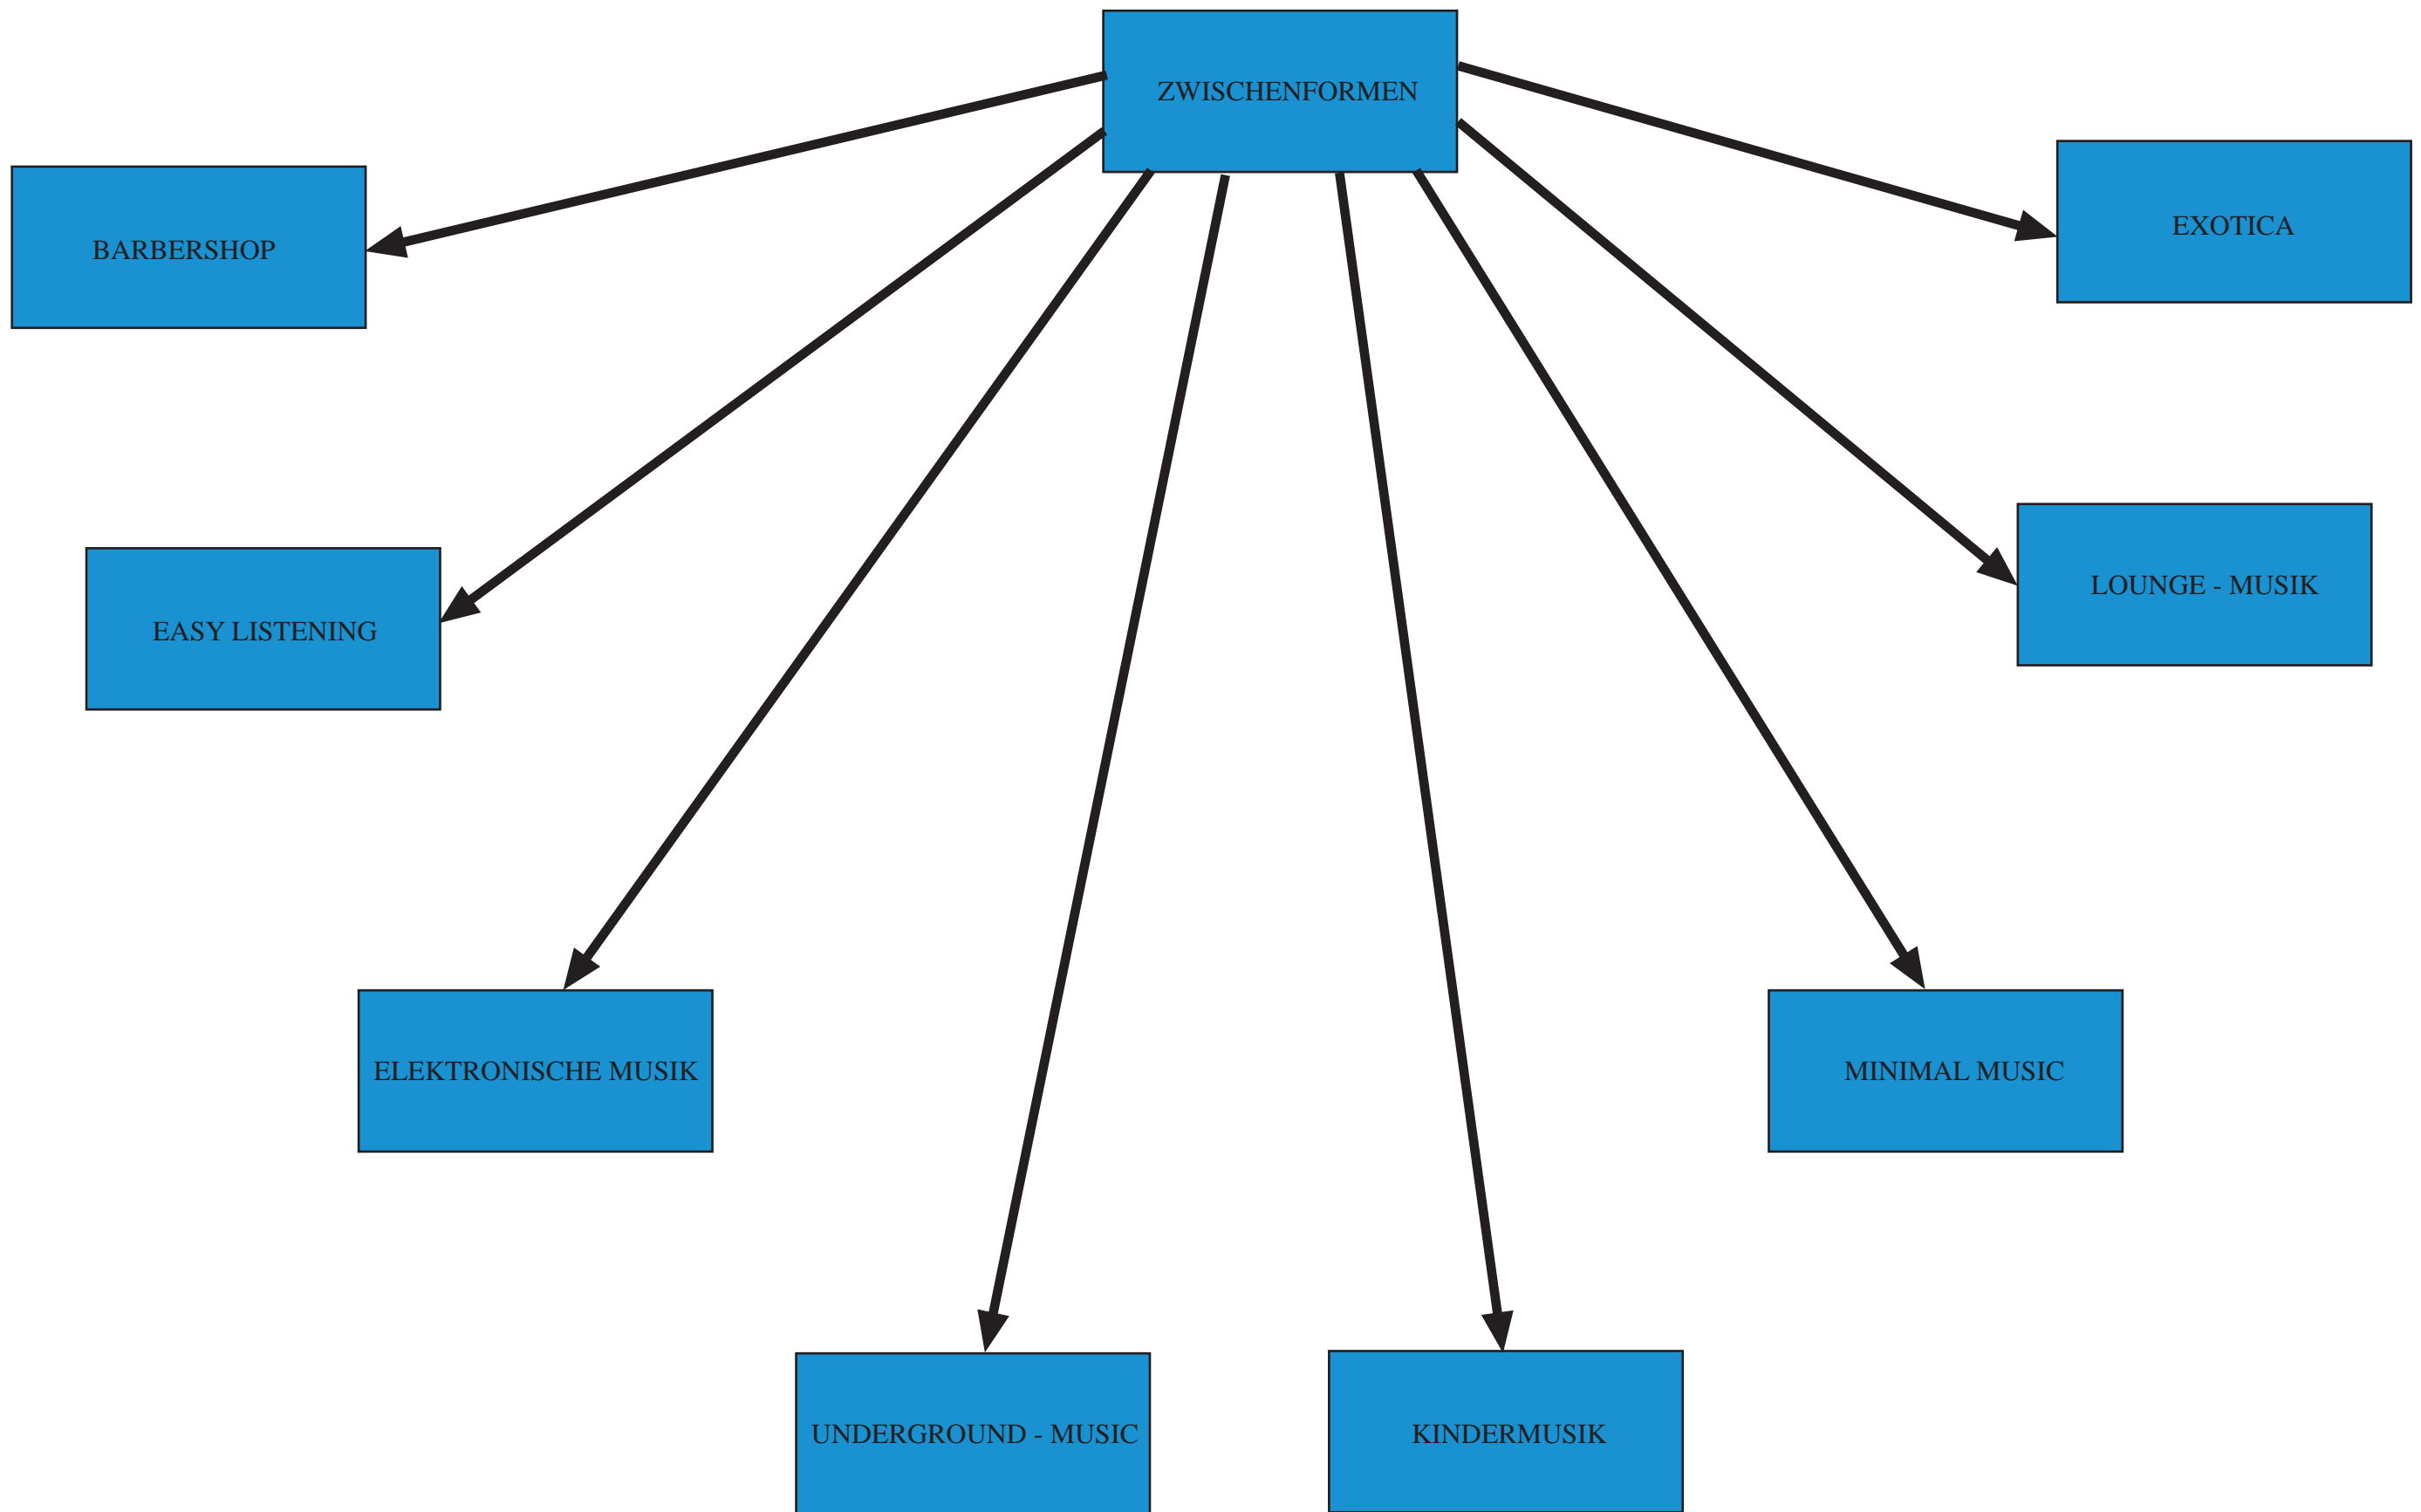 ZWISCHENFORMEN
BARBERSHOP
EXOTICA
EASY LISTENING
LOUNGE - MUSIK
ELEKTRONISCHE MUSIK
MINIMAL MUSIC
UNDERGROUND - MUSIC
KINDERMUSIK